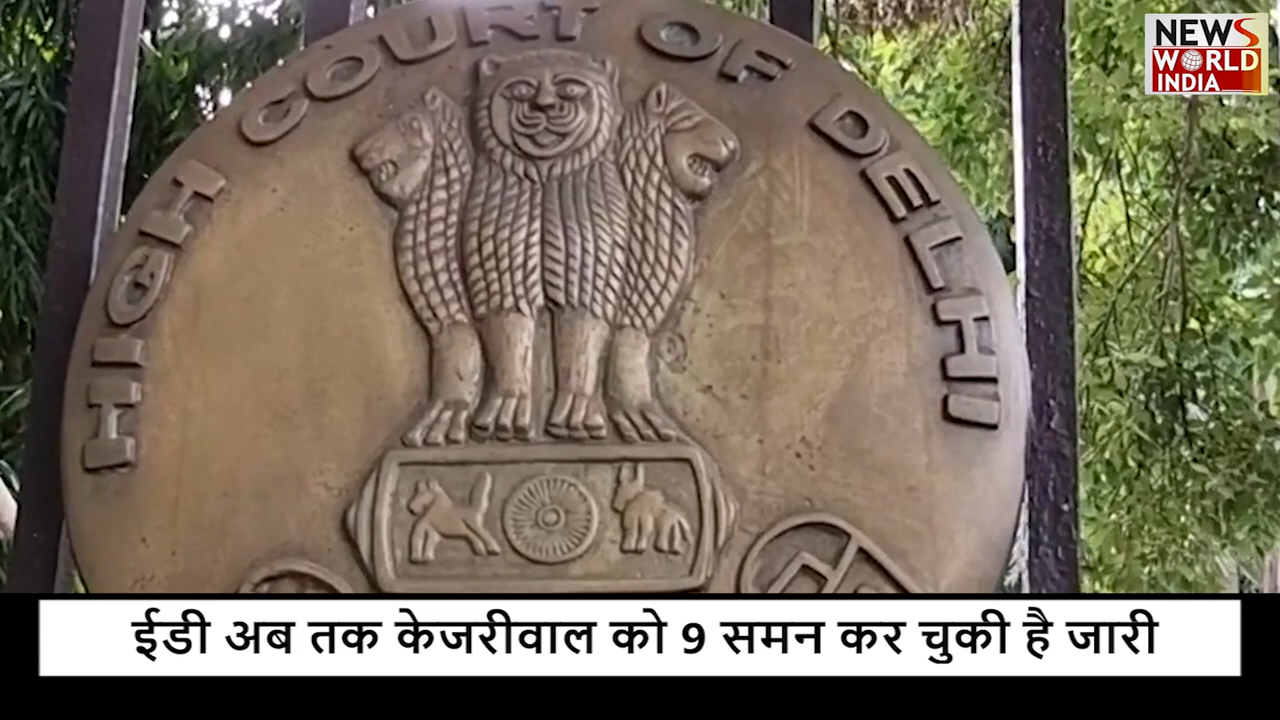 HIGH COURT OF DELHI
NEWS
WORLD
INDIA
ईडी अब तक केजरीवाल को 9 समन कर चुकी है जारी